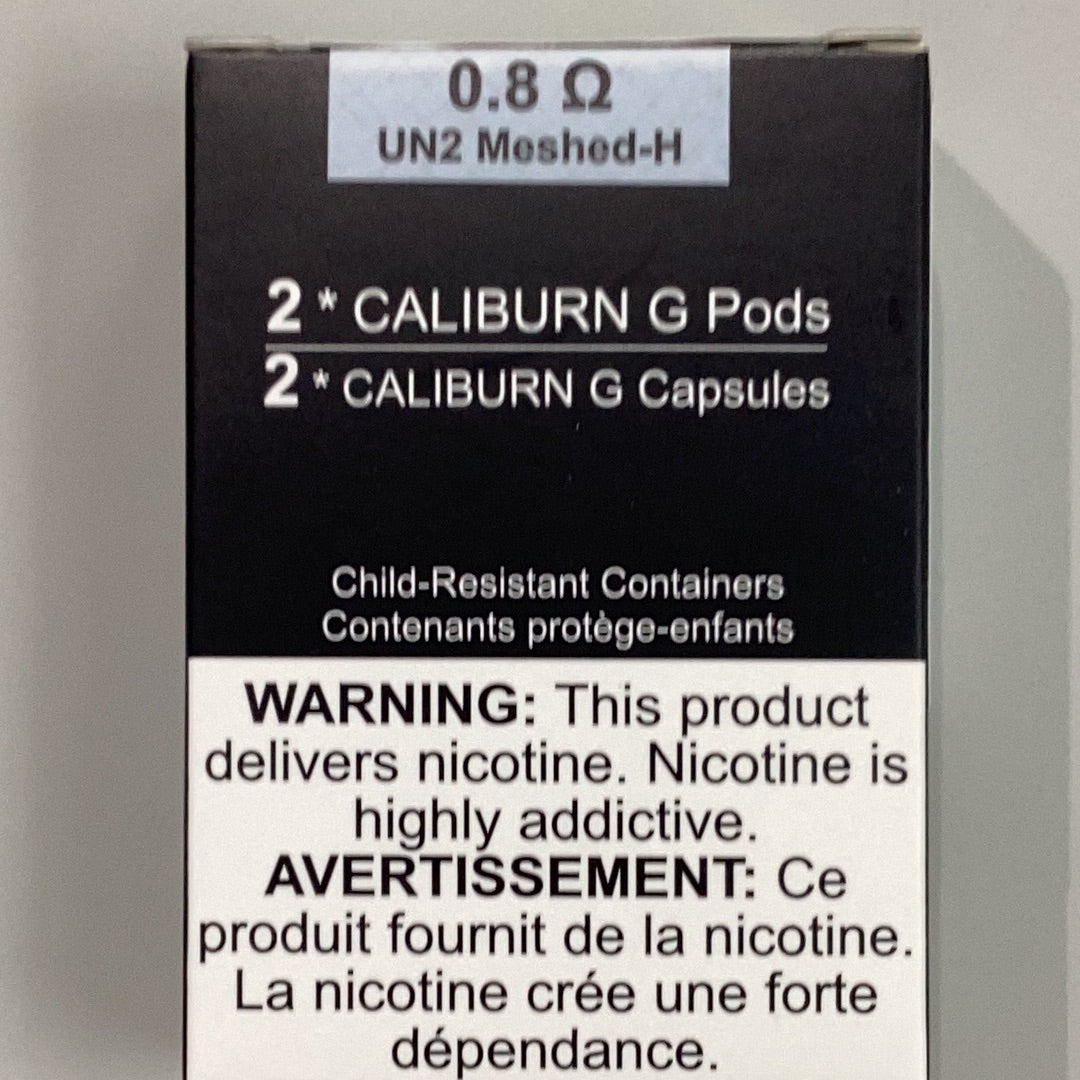 0.8 Ω
UN2 Meshed-H
2 * CALIBURN G Pods
2 * CALIBURN G Capsules
Child-Resistant Containers
Contenants protège-enfants
WARNING: This product
delivers nicotine. Nicotine is
highly addictive.
AVERTISSEMENT: Ce
produit fournit de la nicotine.
La nicotine crée une forte
dépendance.